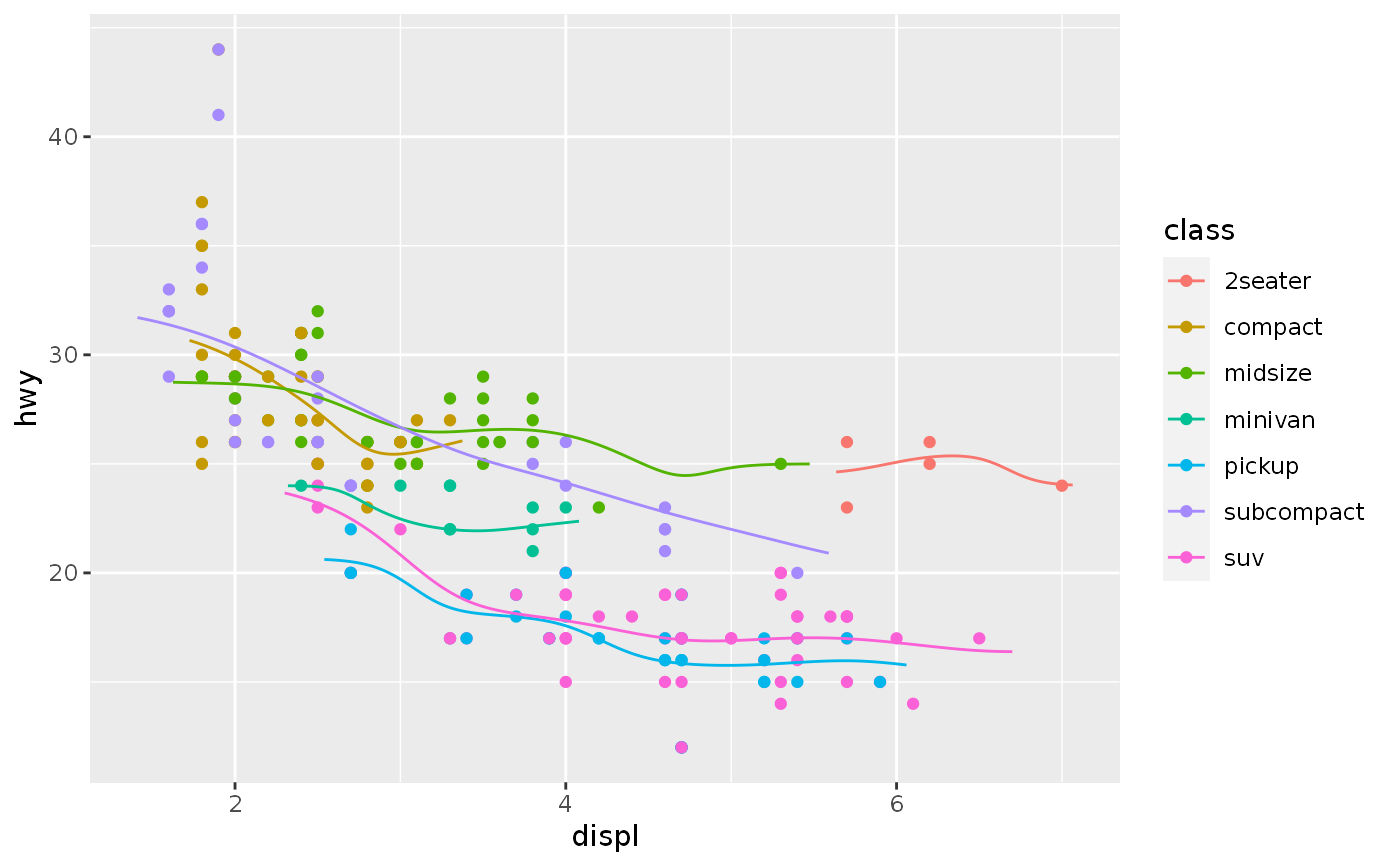 40
30
20
hwy
2
4
6
displ
class
2seater
compact
midsize
minivan
pickup
subcompact
suv